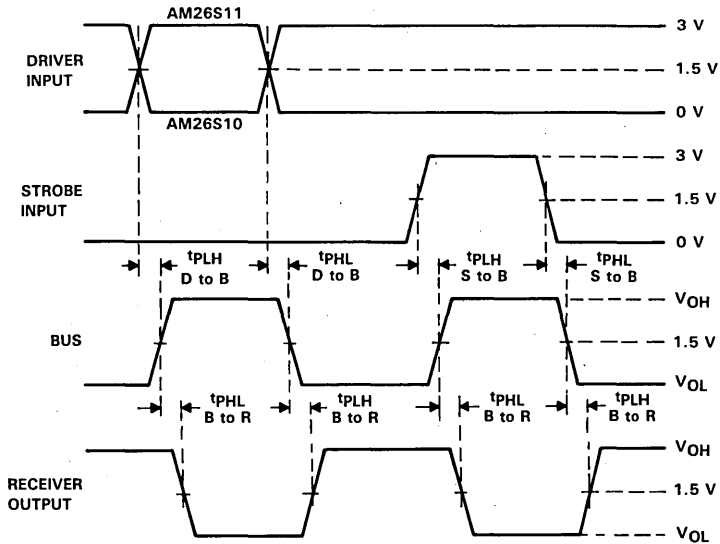 AM26S11
3 V
DRIVER
INPUT
1.5 V
AM26S10
0 V
3 V
STROBE
INPUT
1.5 V
0 V
tPLH
D to B
tPHL
D to B
tPLH
S to B
tPHL
S to B
VOH
BUS
1.5 V
VOL
tPHL
B to R
tPLH
B to R
tPHL
B to R
tPLH
B to R
VOH
RECEIVER
OUTPUT
1.5 V
VOL